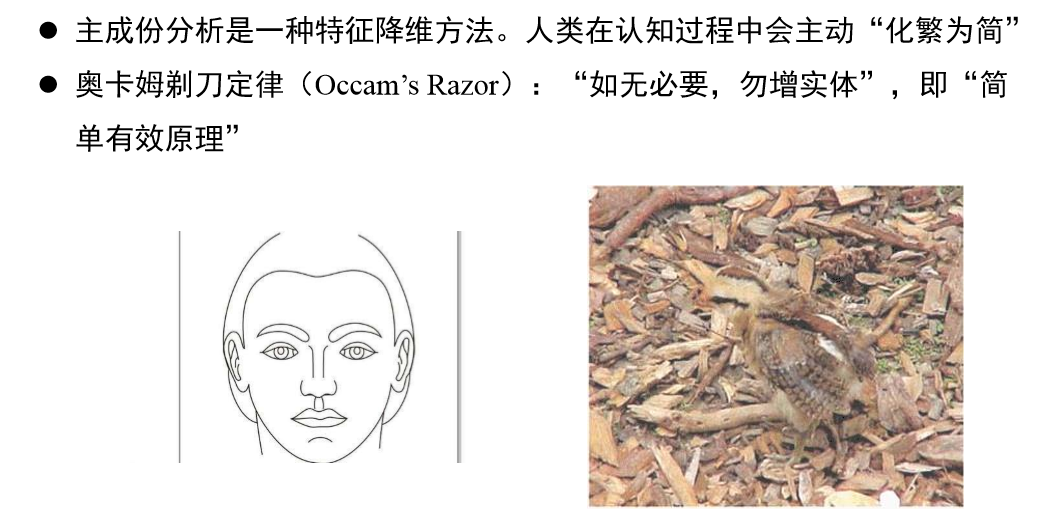 ● 主成份分析是一种特征降维方法。人类在认知过程中会主动“化繁为简”
● 奥卡姆剃刀定律（Occam’s Razor）：“如无必要，勿增实体”，即“简
单有效原理”